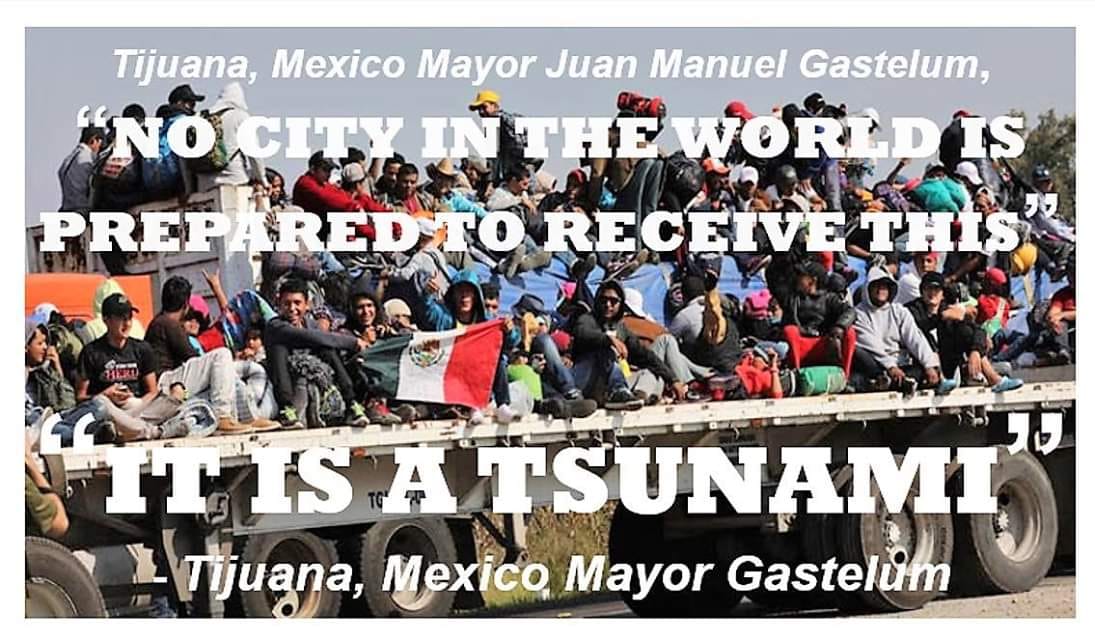 Tijuana, Mexico Mayor Juan Manuel Gastelum,
“NO CITY IN THE WORLD IS
PREPARED TO RECEIVE THIS”
“IT IS A TSUNAMI”
- Tijuana, Mexico Mayor Gastelum